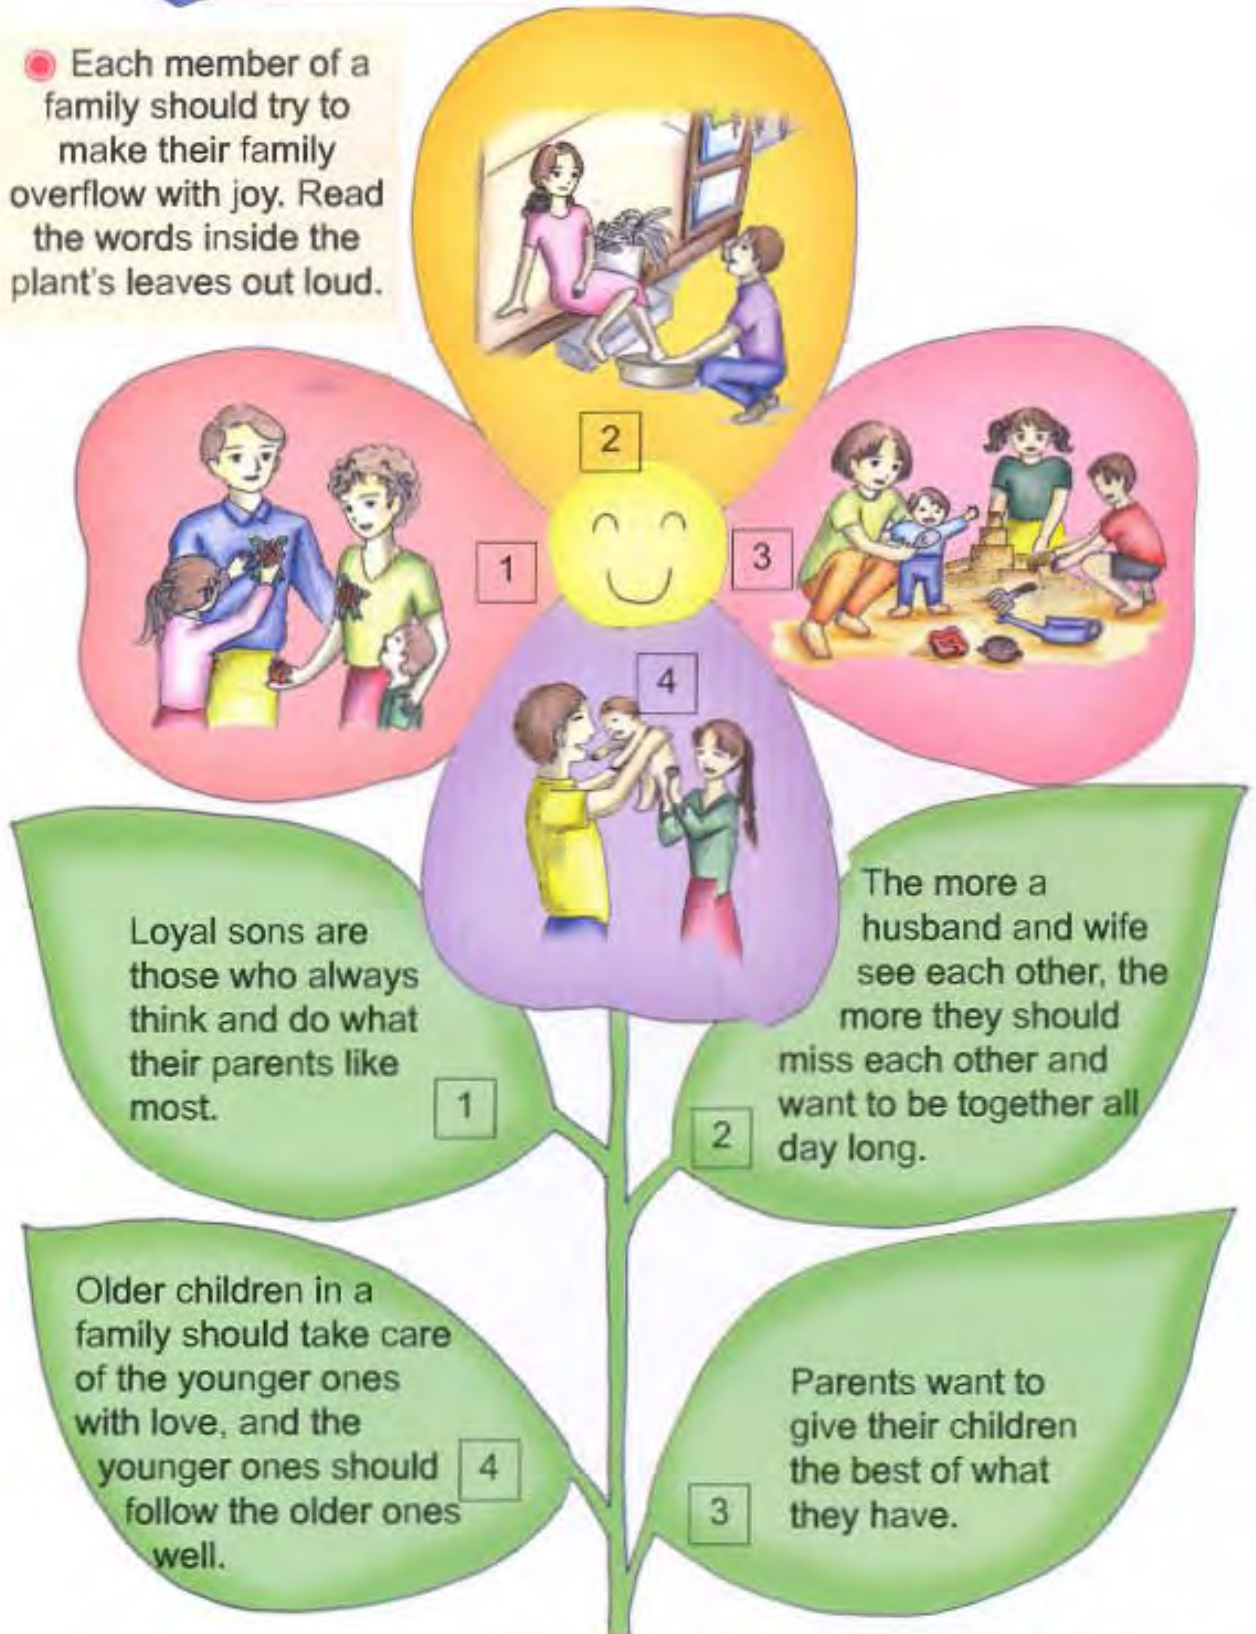 Each member of a
family should try to
make their family
overflow with joy. Read
the words inside the
plant's leaves out loud.
2
1
3
4
Loyal sons are
those who always
think and do what
their parents like
most.
1
The more a
husband and wife
see each other, the
more they should
miss each other and
want to be together all
day long.
2
Older children in a
family should take care
of the younger ones
with love, and the
younger ones should
follow the older ones
well.
4
Parents want to
give their children
the best of what
they have.
3